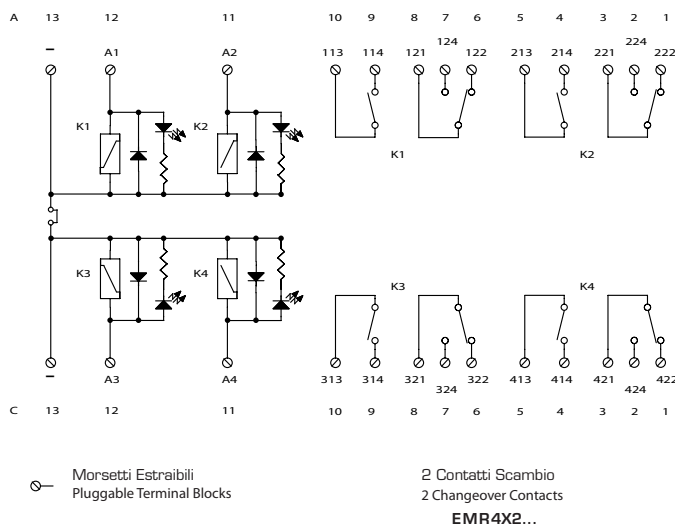 A 13 12 11 10 9 8 7 6 5 4 3 2 1
– A1 A2 113 114 121 124 122 213 214 221 224 222
K1 K2
K1 K2
K3 K4
K3 K4
– A3 A4 313 314 321 324 322 413 414 421 424 422
C 13 12 11 10 9 8 7 6 5 4 3 2 1
Morsetti Estraibili
Pluggable Terminal Blocks
2 Contatti Scambio
2 Changeover Contacts
EMR4X2...